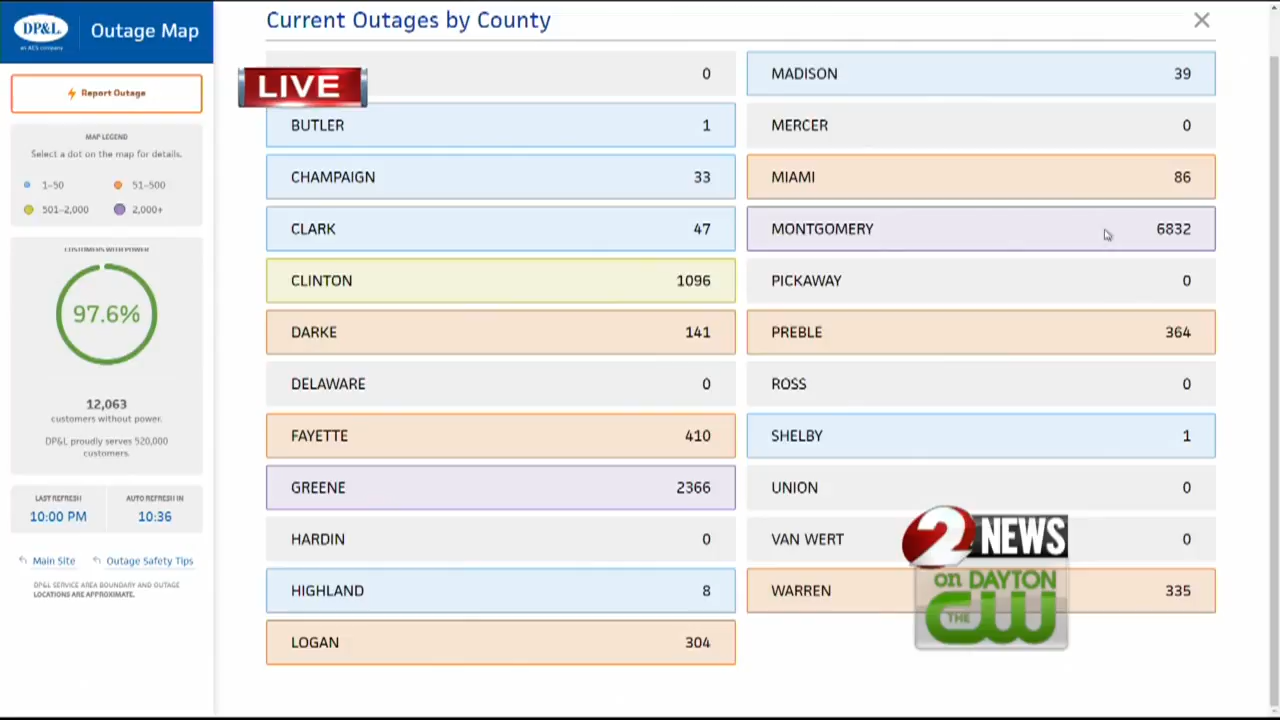 DP&L
an AES company
Outage Map
Report Outage
MAP LEGEND
Select a dot on the map for details.
1–50
51–500
501–2,000
2,000+
CUSTOMERS WITH POWER
97.6%
12,063
customers without power.
DP&L proudly serves 520,000
customers.
LAST REFRESH
10:00 PM
AUTO REFRESH IN
10:36
Main Site
Outage Safety Tips
DP&L SERVICE AREA BOUNDARY AND OUTAGE
LOCATIONS ARE APPROXIMATE.
Current Outages by County
LIVE
0
BUTLER 1
CHAMPAIGN 33
CLARK 47
CLINTON 1096
DARKE 141
DELAWARE 0
FAYETTE 410
GREENE 2366
HARDIN 0
HIGHLAND 8
LOGAN 304
MADISON 39
MERCER 0
MIAMI 86
MONTGOMERY 6832
PICKAWAY 0
PREBLE 364
ROSS 0
SHELBY 1
UNION 0
VAN WERT 0
WARREN 335
2 NEWS
on DAYTON
THE CW